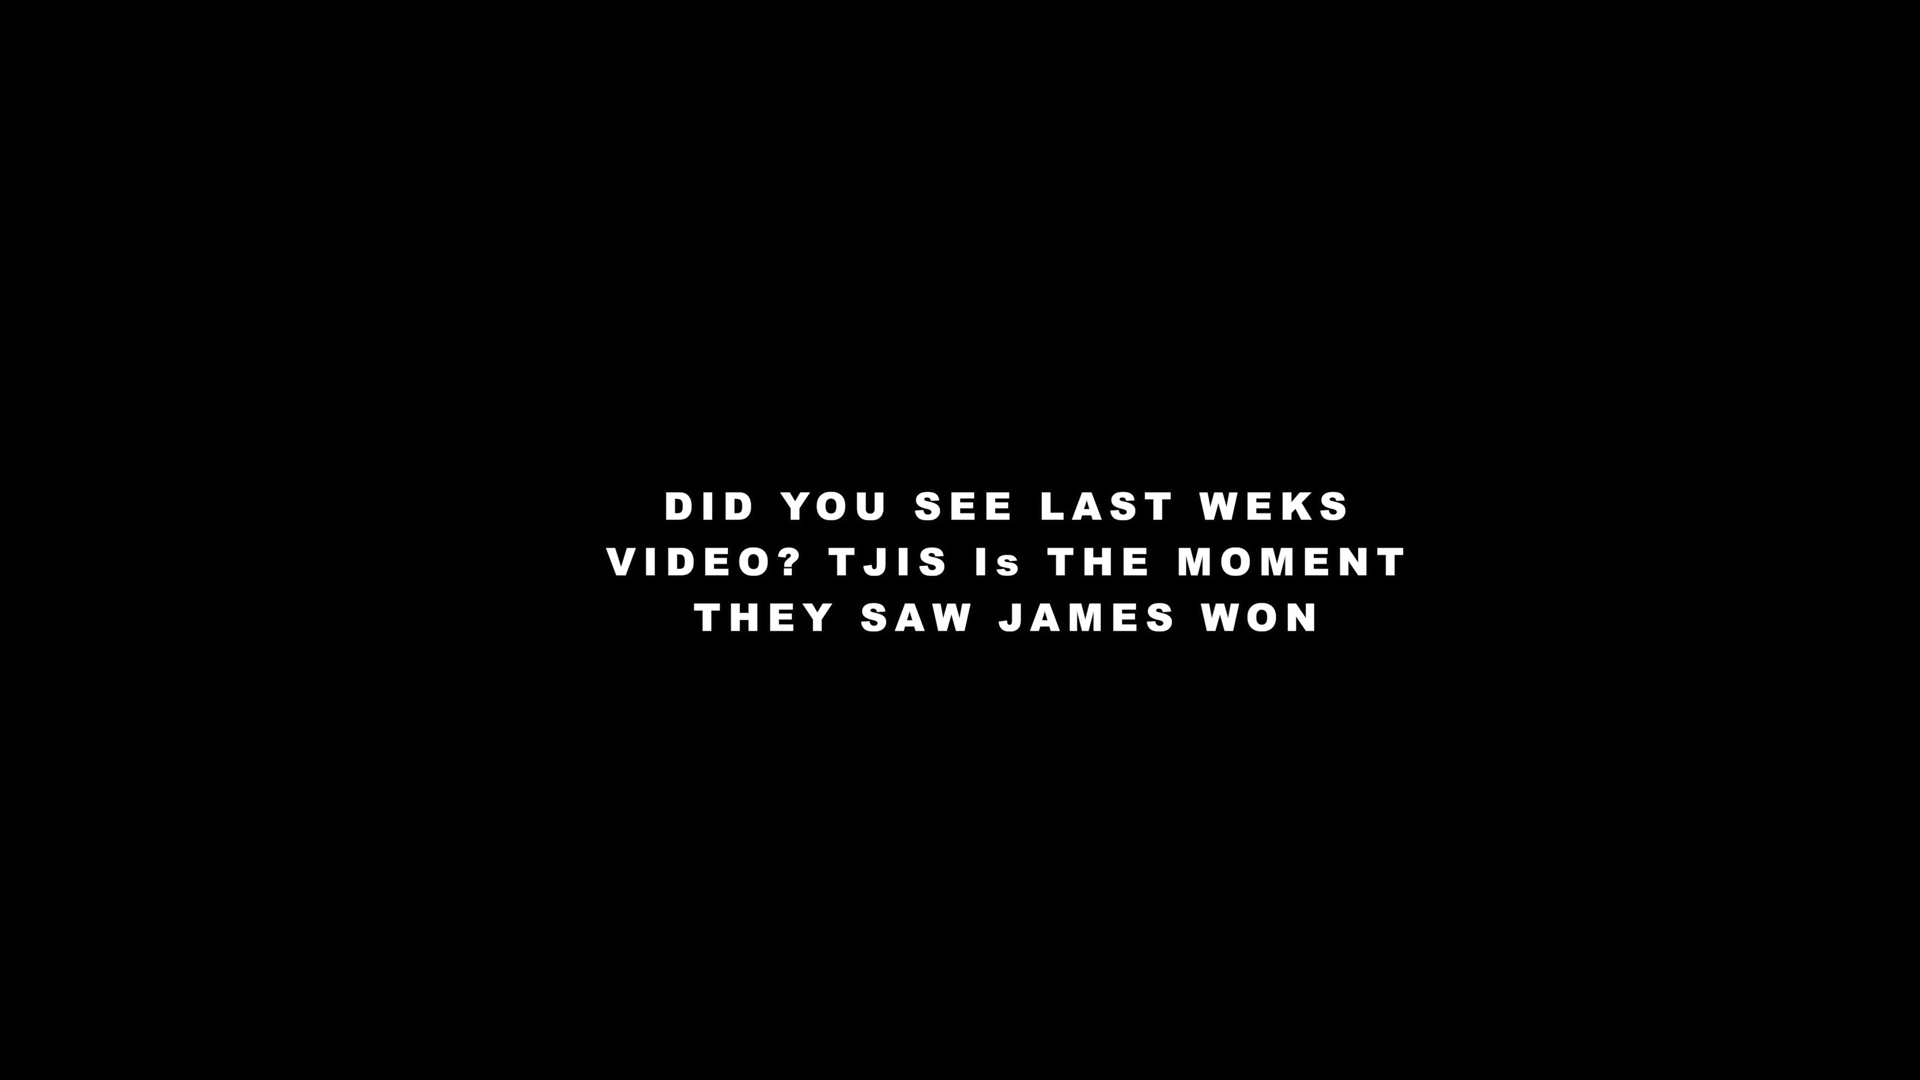 DID YOU SEE LAST WEKS
VIDEO? TJIS Is THE MOMENT
THEY SAW JAMES WON